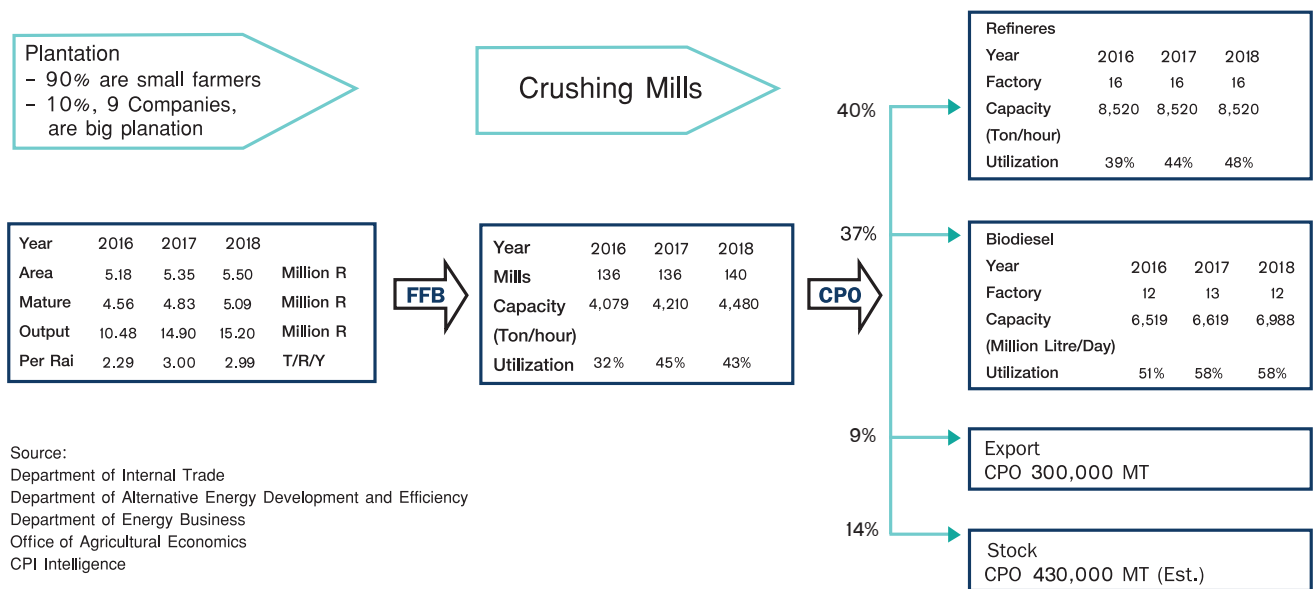 Plantation
– 90% are small farmers
– 10%, 9 Companies,
are big planation
Crushing Mills
Year 2016 2017 2018
Area 5.18 5.35 5.50 Million R
Mature 4.56 4.83 5.09 Million R
Output 10.48 14.90 15.20 Million R
Per Rai 2.29 3.00 2.99 T/R/Y
FFB
Year 2016 2017 2018
Mills 136 136 140
Capacity 4,079 4,210 4,480
(Ton/hour)
Utilization 32% 45% 43%
CPO
40%
Refineres
Year 2016 2017 2018
Factory 16 16 16
Capacity 8,520 8,520 8,520
(Ton/hour)
Utilization 39% 44% 48%
37%
Biodiesel
Year 2016 2017 2018
Factory 12 13 12
Capacity 6,519 6,619 6,988
(Million Litre/Day)
Utilization 51% 58% 58%
9%
Export
CPO 300,000 MT
14%
Stock
CPO 430,000 MT (Est.)
Source:
Department of Internal Trade
Department of Alternative Energy Development and Efficiency
Department of Energy Business
Office of Agricultural Economics
CPI Intelligence